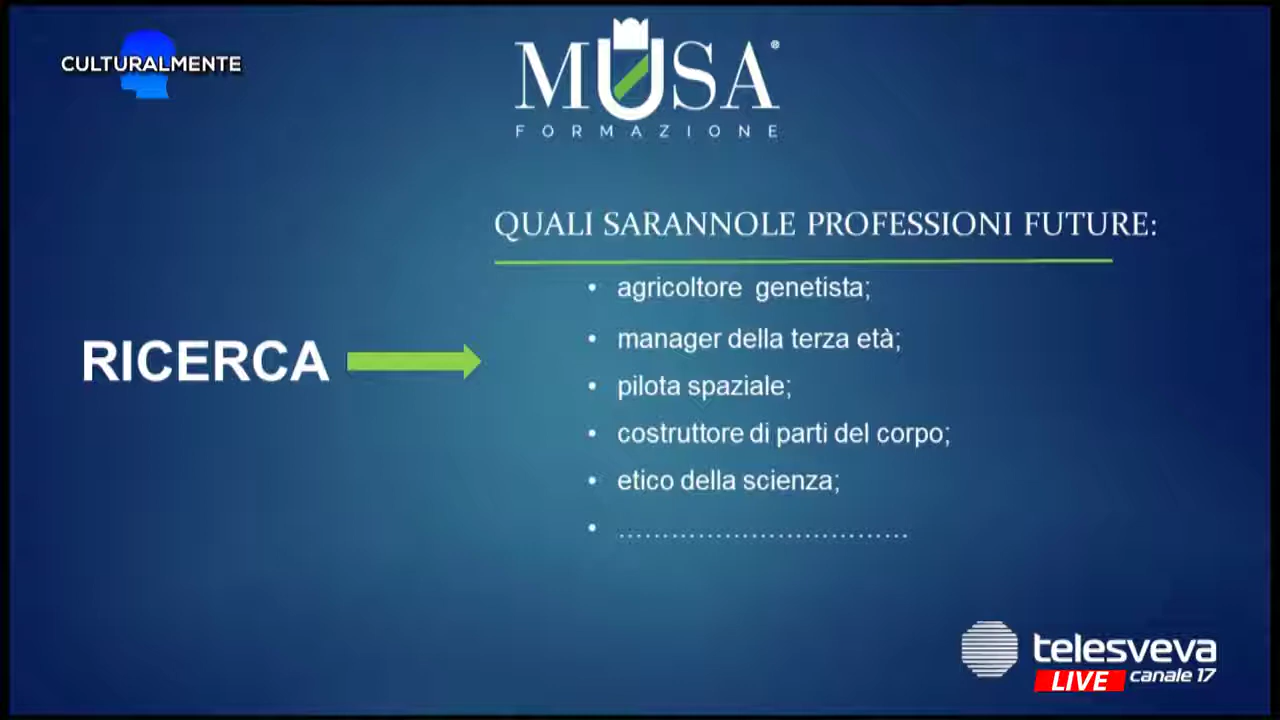 CULTURALMENTE
MUSA®
FORMAZIONE
QUALI SARANNOLE PROFESSIONI FUTURE:
• agricoltore genetista;
• manager della terza età;
RICERCA
• pilota spaziale;
• costruttore di parti del corpo;
• etico della scienza;
• ……………………………
telesveva
LIVE canale 17